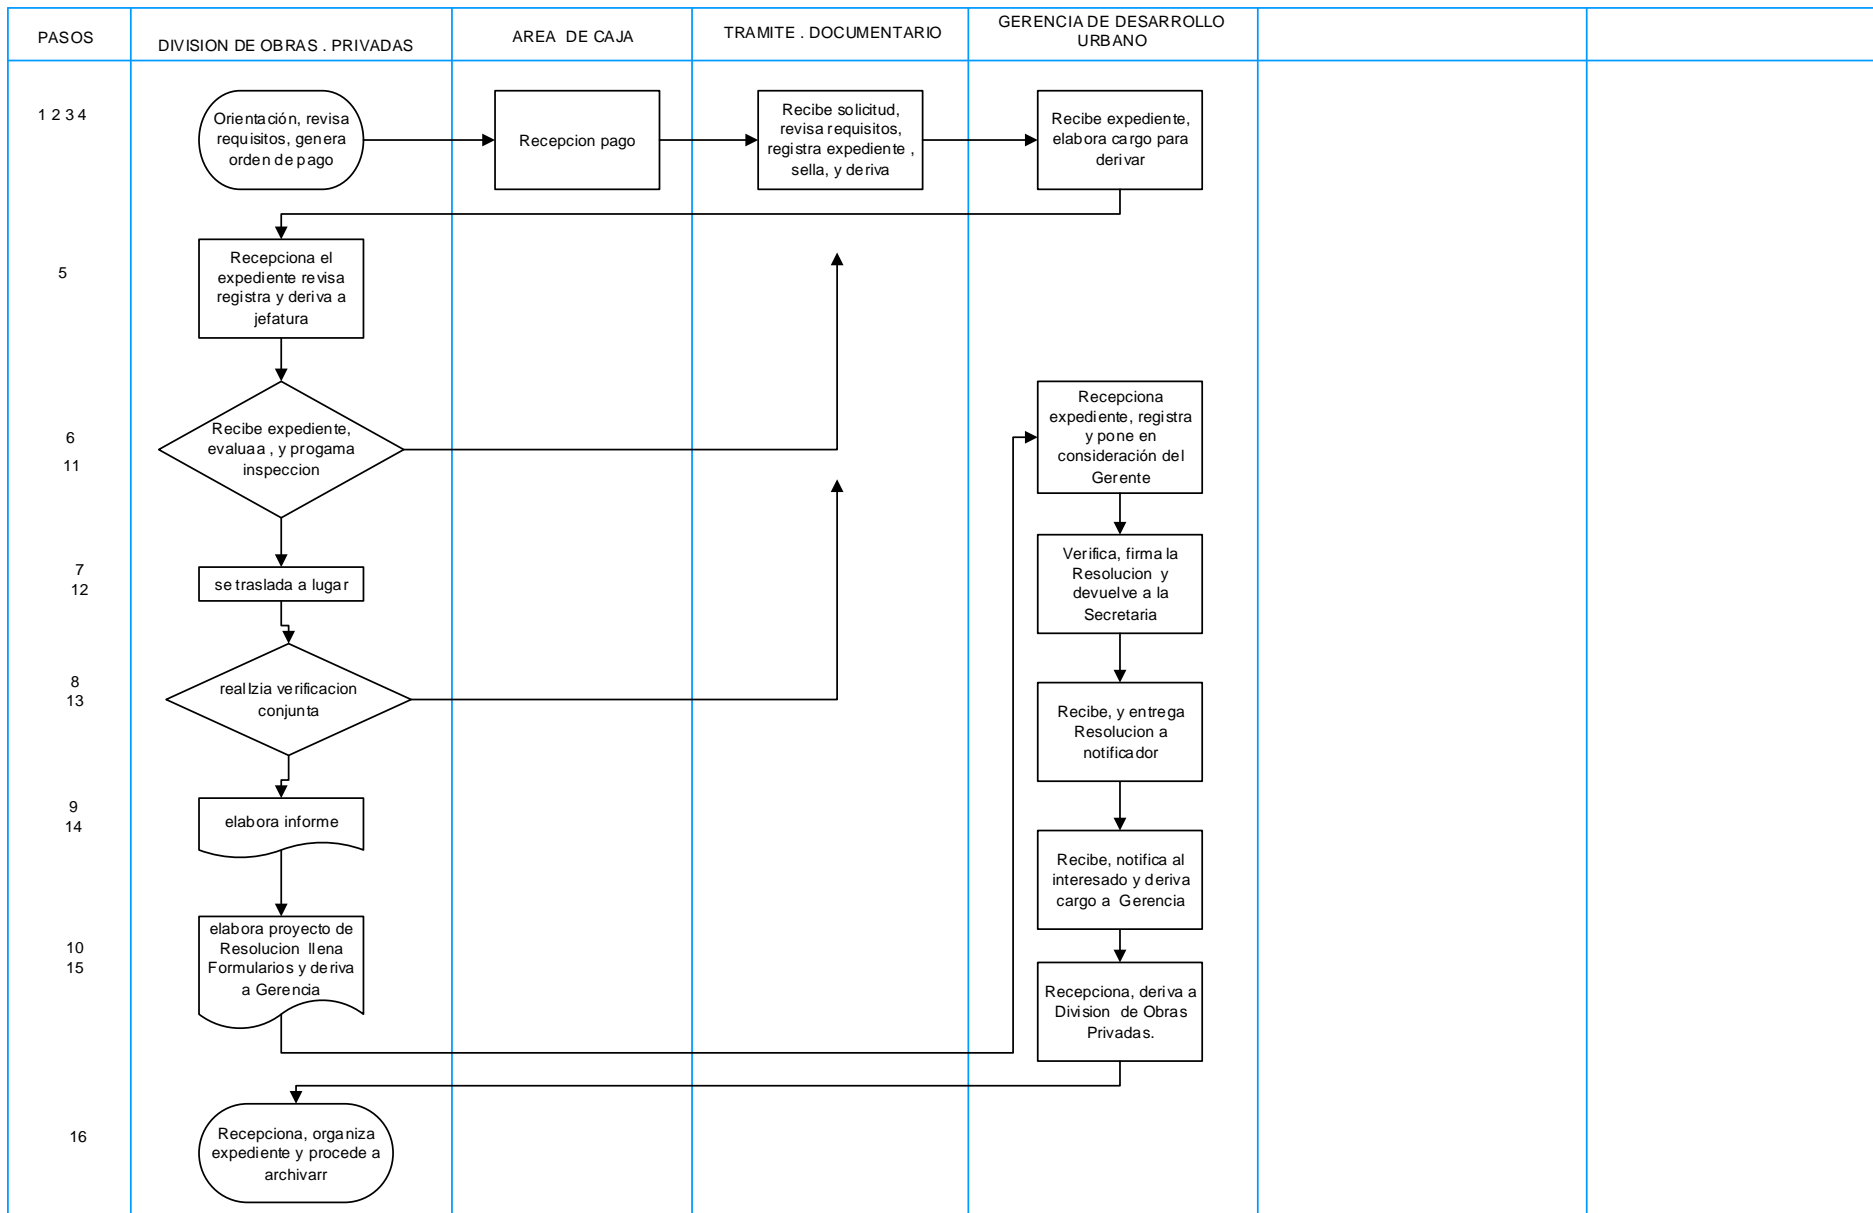 PASOS
DIVISION DE OBRAS . PRIVADAS
AREA DE CAJA
TRAMITE . DOCUMENTARIO
GERENCIA DE DESARROLLO
URBANO
1 2 3 4
Orientación, revisa
requisitos, genera
orden de pago
Recepcion pago
Recibe solicitud,
revisa requisitos,
registra expediente ,
sella, y deriva
Recibe expediente,
elabora cargo para
derivar
5
Recepciona el
expediente revisa
registra y deriva a
jefatura
6
11
Recibe expediente,
evaluaa , y progama
inspeccion
Recepciona
expediente, registra
y pone en
consideración del
Gerente
7
12
se traslada a lugar
Verifica, firma la
Resolucion y
devuelve a la
Secretaria
8
13
realIzia verificacion
conjunta
Recibe, y entrega
Resolucion a
notificador
9
14
elabora informe
Recibe, notifica al
interesado y deriva
cargo a Gerencia
10
15
elabora proyecto de
Resolucion llena
Formularios y deriva
a Gerencia
Recepciona, deriva a
Division de Obras
Privadas.
16
Recepciona, organiza
expediente y procede a
archivarr